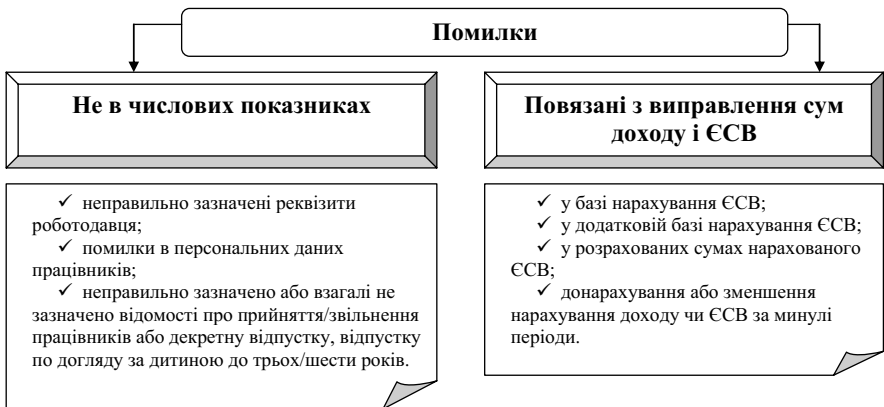 Помилки
Не в числових показниках
Повязані з виправлення сум
доходу і ЄСВ
✓ неправильно зазначені реквізити
роботодавця;
✓ помилки в персональних даних
працівників;
✓ неправильно зазначено або взагалі не
зазначено відомості про прийняття/звільнення
працівників або декретну відпустку, відпустку
по догляду за дитиною до трьох/шести років.
✓ у базі нарахування ЄСВ;
✓ у додатковій базі нарахування ЄСВ;
✓ у розрахованих сумах нарахованого
ЄСВ;
✓ донарахування або зменшення
нарахування доходу чи ЄСВ за минулі
періоди.